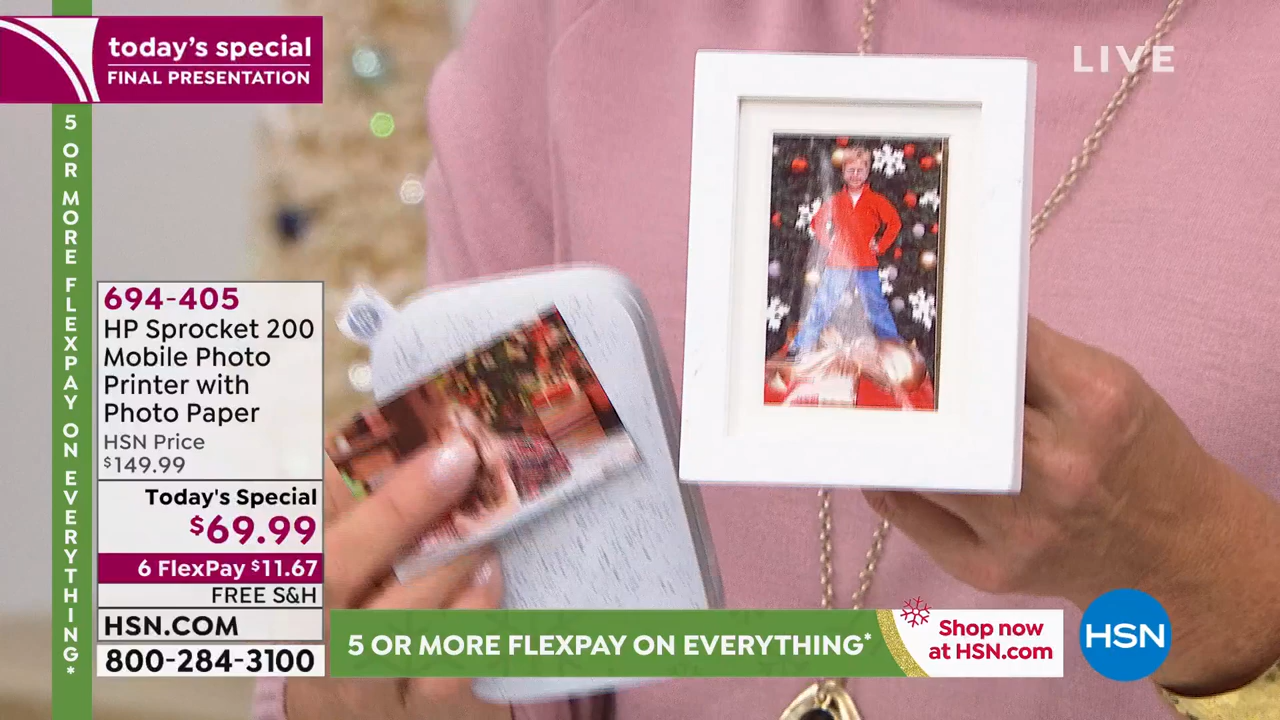 today's special
FINAL PRESENTATION
LIVE
5 OR MORE FLEXPAY ON EVERYTHING*
694-405
HP Sprocket 200
Mobile Photo
Printer with
Photo Paper
HSN Price
$149.99
Today's Special
$69.99
6 FlexPay $11.67
FREE S&H
HSN.COM
800-284-3100
5 OR MORE FLEXPAY ON EVERYTHING*
Shop now
at HSN.com
HSN